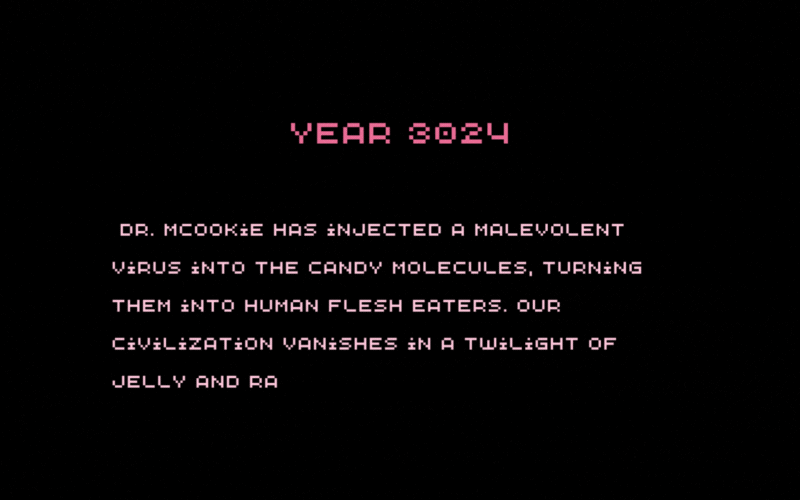 YEAR 3024
DR. MCOOKiE HAS iNJECTED A MALEVOLENT
ViRUS iNTO THE CANDY MOLECULES, TURNiNG
THEM iNTO HUMAN FLESH EATERS. OUR
CiViLiZATiON VANiSHES iN A TWiLiGHT OF
JELLY AND RA